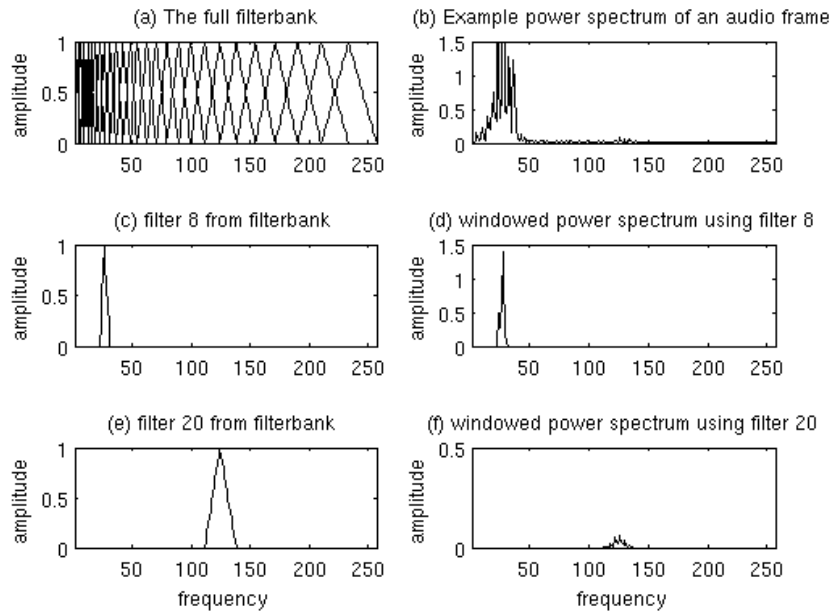 (a) The full filterbank
amplitude
1
0.5
0
50 100 150 200 250
(b) Example power spectrum of an audio frame
amplitude
1.5
1
0.5
0
50 100 150 200 250
(c) filter 8 from filterbank
amplitude
1
0.5
0
50 100 150 200 250
(d) windowed power spectrum using filter 8
amplitude
1.5
1
0.5
0
50 100 150 200 250
(e) filter 20 from filterbank
amplitude
1
0.5
0
50 100 150 200 250
frequency
(f) windowed power spectrum using filter 20
amplitude
0.5
0
50 100 150 200 250
frequency